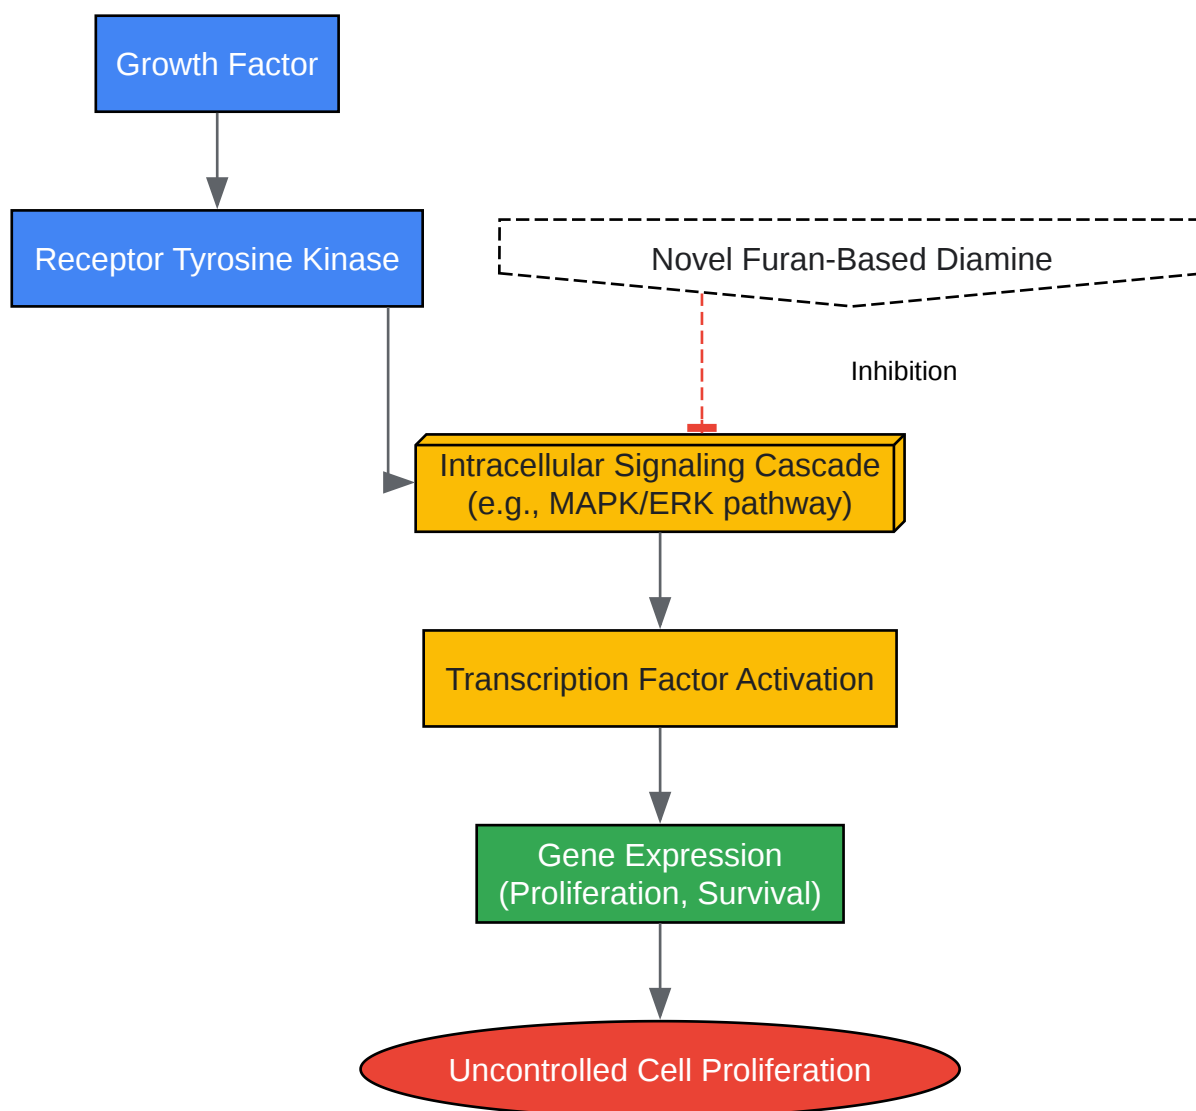 Growth Factor
Receptor Tyrosine Kinase
Novel Furan-Based Diamine
Inhibition
Intracellular Signaling Cascade
(e.g., MAPK/ERK pathway)
Transcription Factor Activation
Gene Expression
(Proliferation, Survival)
Uncontrolled Cell Proliferation